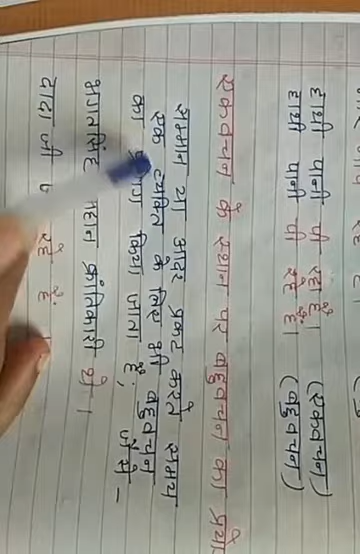 हाथी पानी पी रहा है। (एकवचन)
हाथी पानी पी रहे हैं। (बहुवचन)
एकवचन के स्थान पर बहुवचन का प्रयो
सम्मान या आदर प्रकट करते समय
एक व्यक्ति के लिए भी बहुवचन
का किया जाता है; जैसे -
भगतसिंह महान क्रांतिकारी थे।
दादा जी रहे हैं।